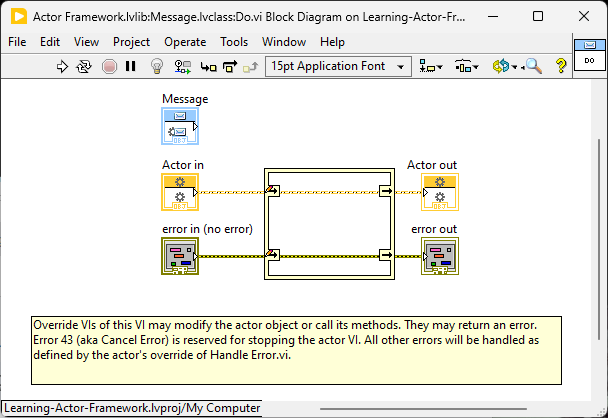 Actor Framework.lvlib:Message.lvclass:Do.vi Block Diagram on Learning-Actor-Fr...
File Edit View Project Operate Tools Window Help
15pt Application Font
DO
Message
Actor in
Actor out
error in (no error)
error out
Override VIs of this VI may modify the actor object or call its methods. They may return an error.
Error 43 (aka Cancel Error) is reserved for stopping the actor VI. All other errors will be handled as
defined by the actor's override of Handle Error.vi.
Learning-Actor-Framework.lvproj/My Computer